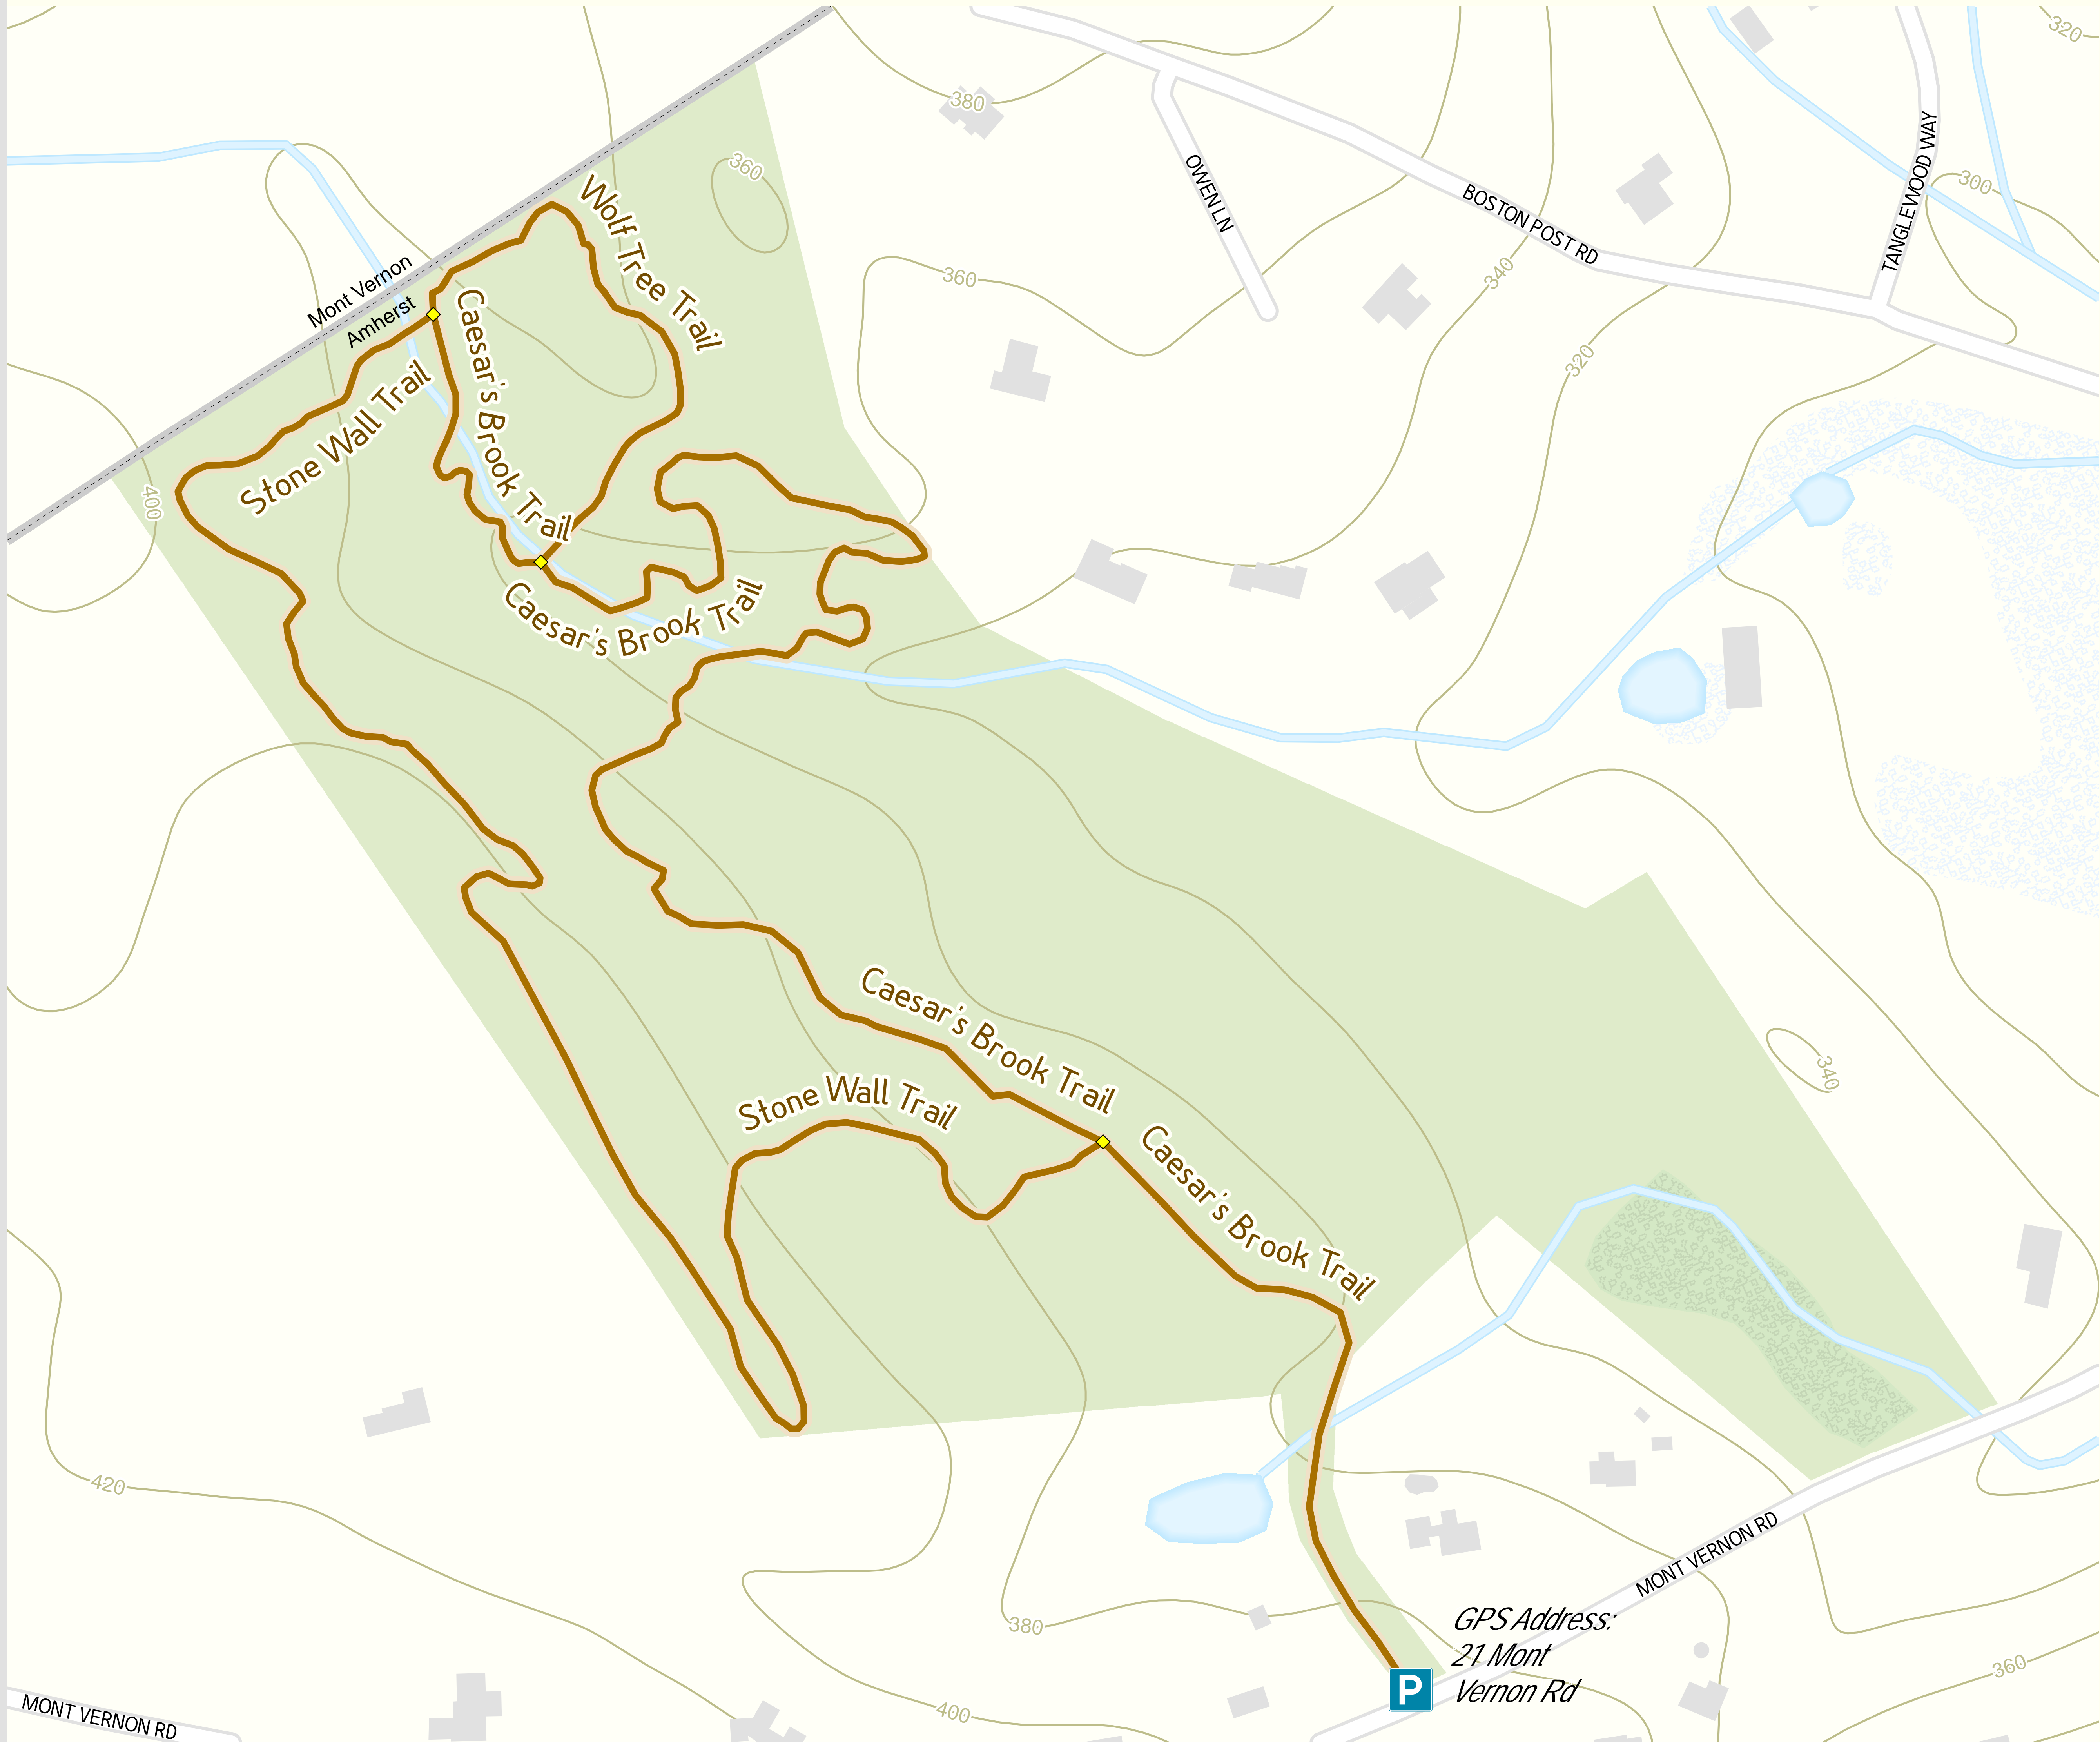 320
380
360
OWEN LN
BOSTON POST RD
TANGLEWOOD WAY
300
Wolf Tree Trail
Mont Vernon
Amherst
360
340
320
Caesar's Brook Trail
Stone Wall Trail
400
Caesar's Brook Trail
Caesar's Brook Trail
340
Stone Wall Trail
Caesar's Brook Trail
420
MONT VERNON RD
GPS Address:
21 Mont
Vernon Rd
P
380
360
400
MONT VERNON RD